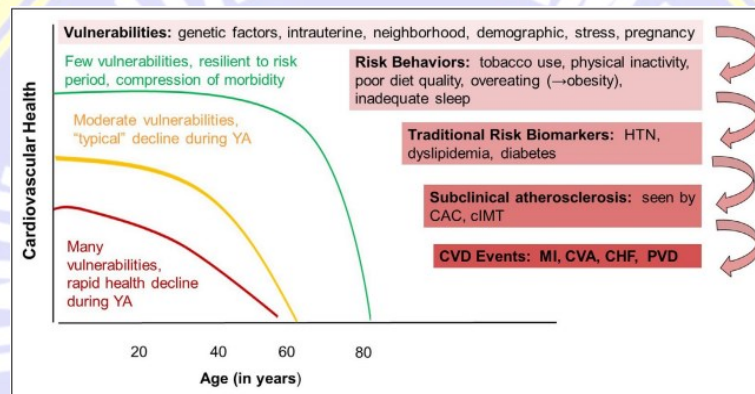 Vulnerabilities: genetic factors, intrauterine, neighborhood, demographic, stress, pregnancy
Few vulnerabilities, resilient to risk
period, compression of morbidity
Risk Behaviors: tobacco use, physical inactivity,
poor diet quality, overeating (→obesity),
inadequate sleep
Moderate vulnerabilities,
"typical" decline during YA
Traditional Risk Biomarkers: HTN,
dyslipidemia, diabetes
Subclinical atherosclerosis: seen by
CAC, cIMT
Many
vulnerabilities,
rapid health decline
during YA
CVD Events: MI, CVA, CHF, PVD
Cardiovascular Health
20 40 60 80
Age (in years)